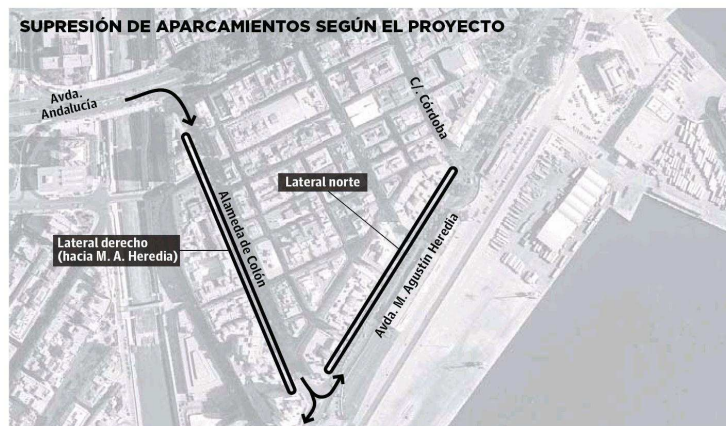 SUPRESIÓN DE APARCAMIENTOS SEGÚN EL PROYECTO
Avda.
Andalucía
C/. Córdoba
Lateral norte
Alameda de Colón
Lateral derecho
(hacia M. A. Heredia)
Avda. M. Agustín Heredia